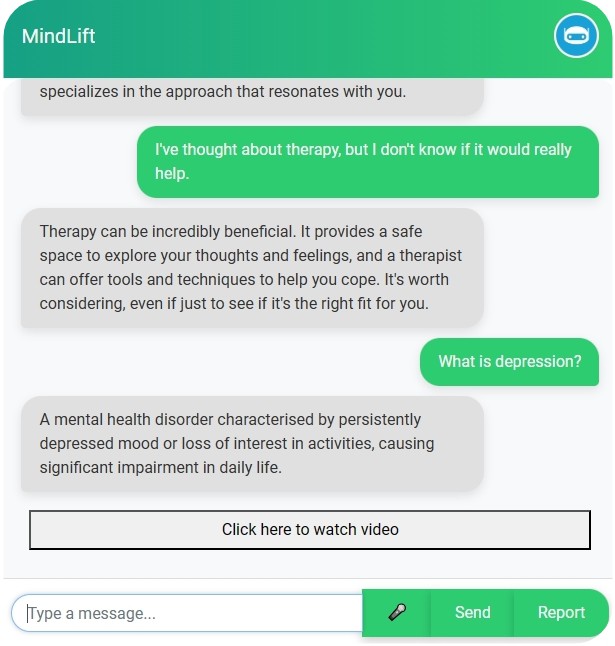 MindLift
specializes in the approach that resonates with you.
I've thought about therapy, but I don't know if it would really
help.
Therapy can be incredibly beneficial. It provides a safe
space to explore your thoughts and feelings, and a therapist
can offer tools and techniques to help you cope. It's worth
considering, even if just to see if it's the right fit for you.
What is depression?
A mental health disorder characterised by persistently
depressed mood or loss of interest in activities, causing
significant impairment in daily life.
Click here to watch video
Type a message...
Send
Report